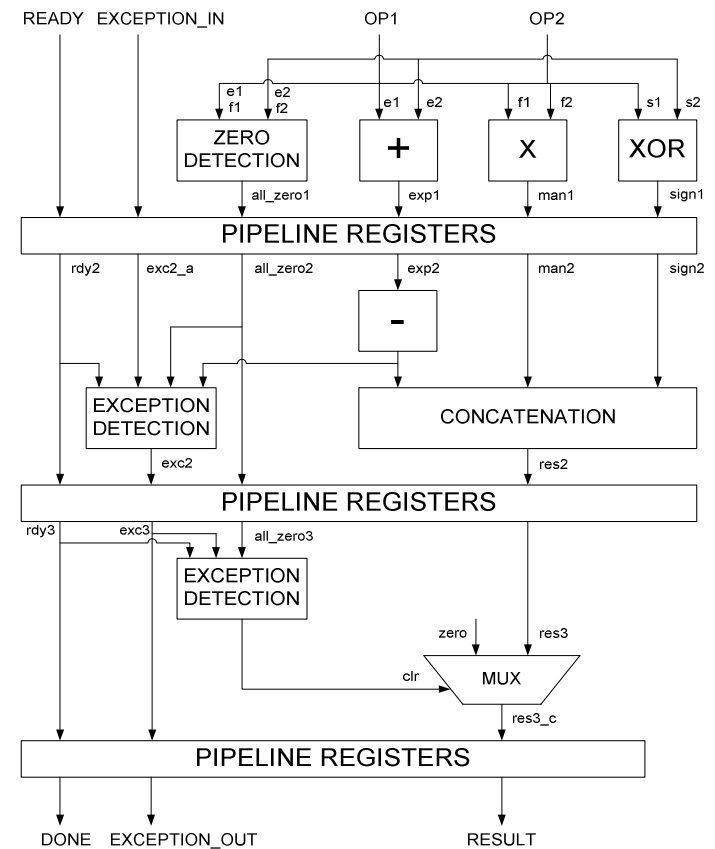 READY EXCEPTION_IN OP1 OP2
e1 e2 e1 e2 f1 f2 s1 s2
f1 f2
ZERO
DETECTION
+ X XOR
all_zero1 exp1 man1 sign1
PIPELINE REGISTERS
rdy2 exc2_a all_zero2 exp2 man2 sign2
-
EXCEPTION
DETECTION
CONCATENATION
exc2 res2
PIPELINE REGISTERS
rdy3 exc3 all_zero3
EXCEPTION
DETECTION
zero res3
clr MUX
res3_c
PIPELINE REGISTERS
DONE EXCEPTION_OUT RESULT